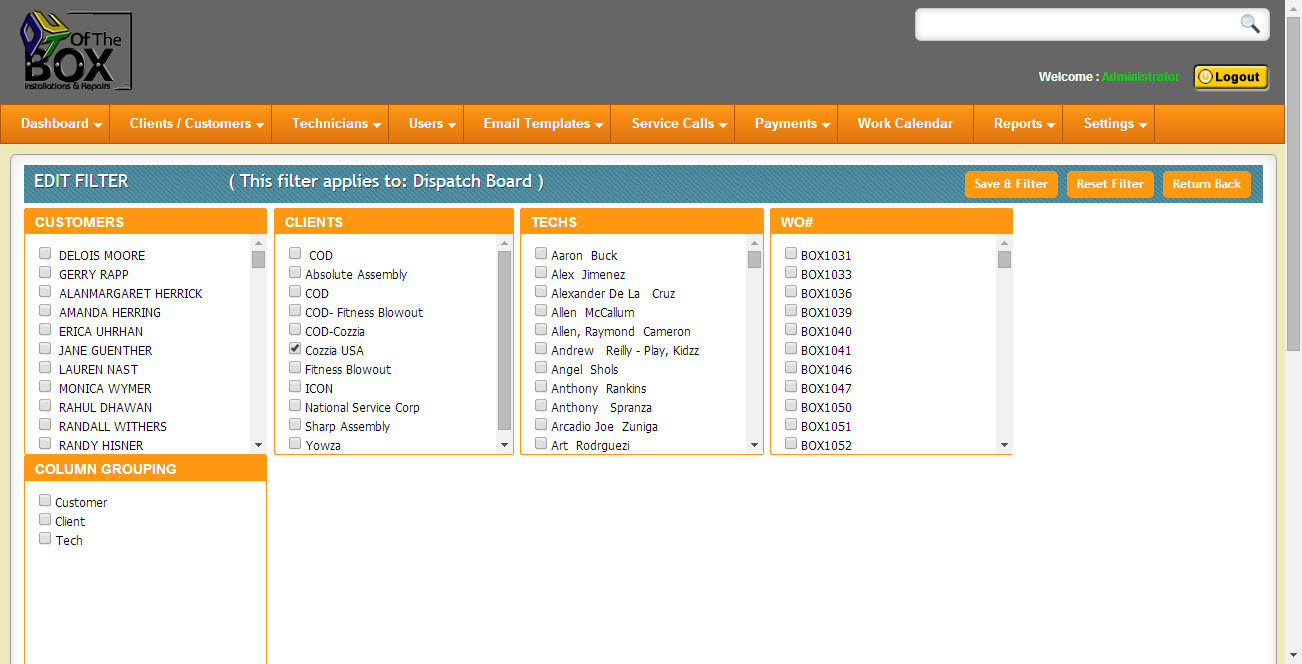 OUT Of The
BOX
Installations & Repairs
Welcome : Administrator
Logout
Dashboard Clients / Customers Technicians Users Email Templates Service Calls Payments Work Calendar Reports Settings
EDIT FILTER ( This filter applies to: Dispatch Board ) Save & Filter Reset Filter Return Back
CUSTOMERS
DELOIS MOORE
GERRY RAPP
ALANMARGARET HERRICK
AMANDA HERRING
ERICA UHRHAN
JANE GUENTHER
LAUREN NAST
MONICA WYMER
RAHUL DHAWAN
RANDALL WITHERS
RANDY HISNER
CLIENTS
COD
Absolute Assembly
COD
COD- Fitness Blowout
COD-Cozzia
Cozzia USA
Fitness Blowout
ICON
National Service Corp
Sharp Assembly
Yowza
TECHS
Aaron Buck
Alex Jimenez
Alexander De La Cruz
Allen McCallum
Allen, Raymond Cameron
Andrew Reilly - Play, Kidzz
Angel Shols
Anthony Rankins
Anthony Spranza
Arcadio Joe Zuniga
Art Rodrguezi
WO#
BOX1031
BOX1033
BOX1036
BOX1039
BOX1040
BOX1041
BOX1046
BOX1047
BOX1050
BOX1051
BOX1052
COLUMN GROUPING
Customer
Client
Tech